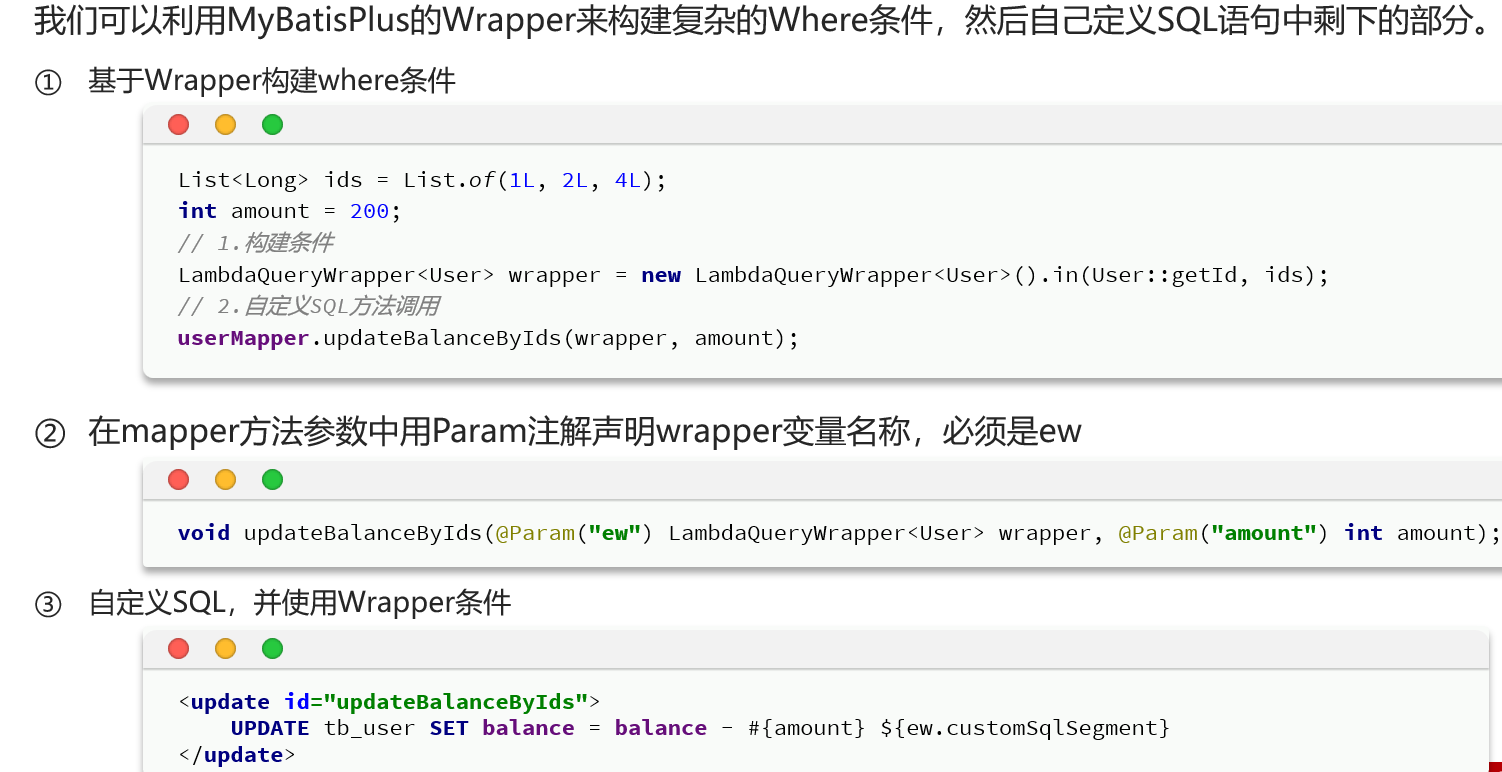 我们可以利用MyBatisPlus的Wrapper来构建复杂的Where条件，然后自己定义SQL语句中剩下的部分。
① 基于Wrapper构建where条件
List<Long> ids = List.of(1L, 2L, 4L);
int amount = 200;
// 1.构建条件
LambdaQueryWrapper<User> wrapper = new LambdaQueryWrapper<User>().in(User::getId, ids);
// 2.自定义SQL方法调用
userMapper.updateBalanceByIds(wrapper, amount);
② 在mapper方法参数中用Param注解声明wrapper变量名称，必须是ew
void updateBalanceByIds(@Param("ew") LambdaQueryWrapper<User> wrapper, @Param("amount") int amount);
③ 自定义SQL，并使用Wrapper条件
<update id="updateBalanceByIds">
    UPDATE tb_user SET balance = balance - #{amount} ${ew.customSqlSegment}
</update>